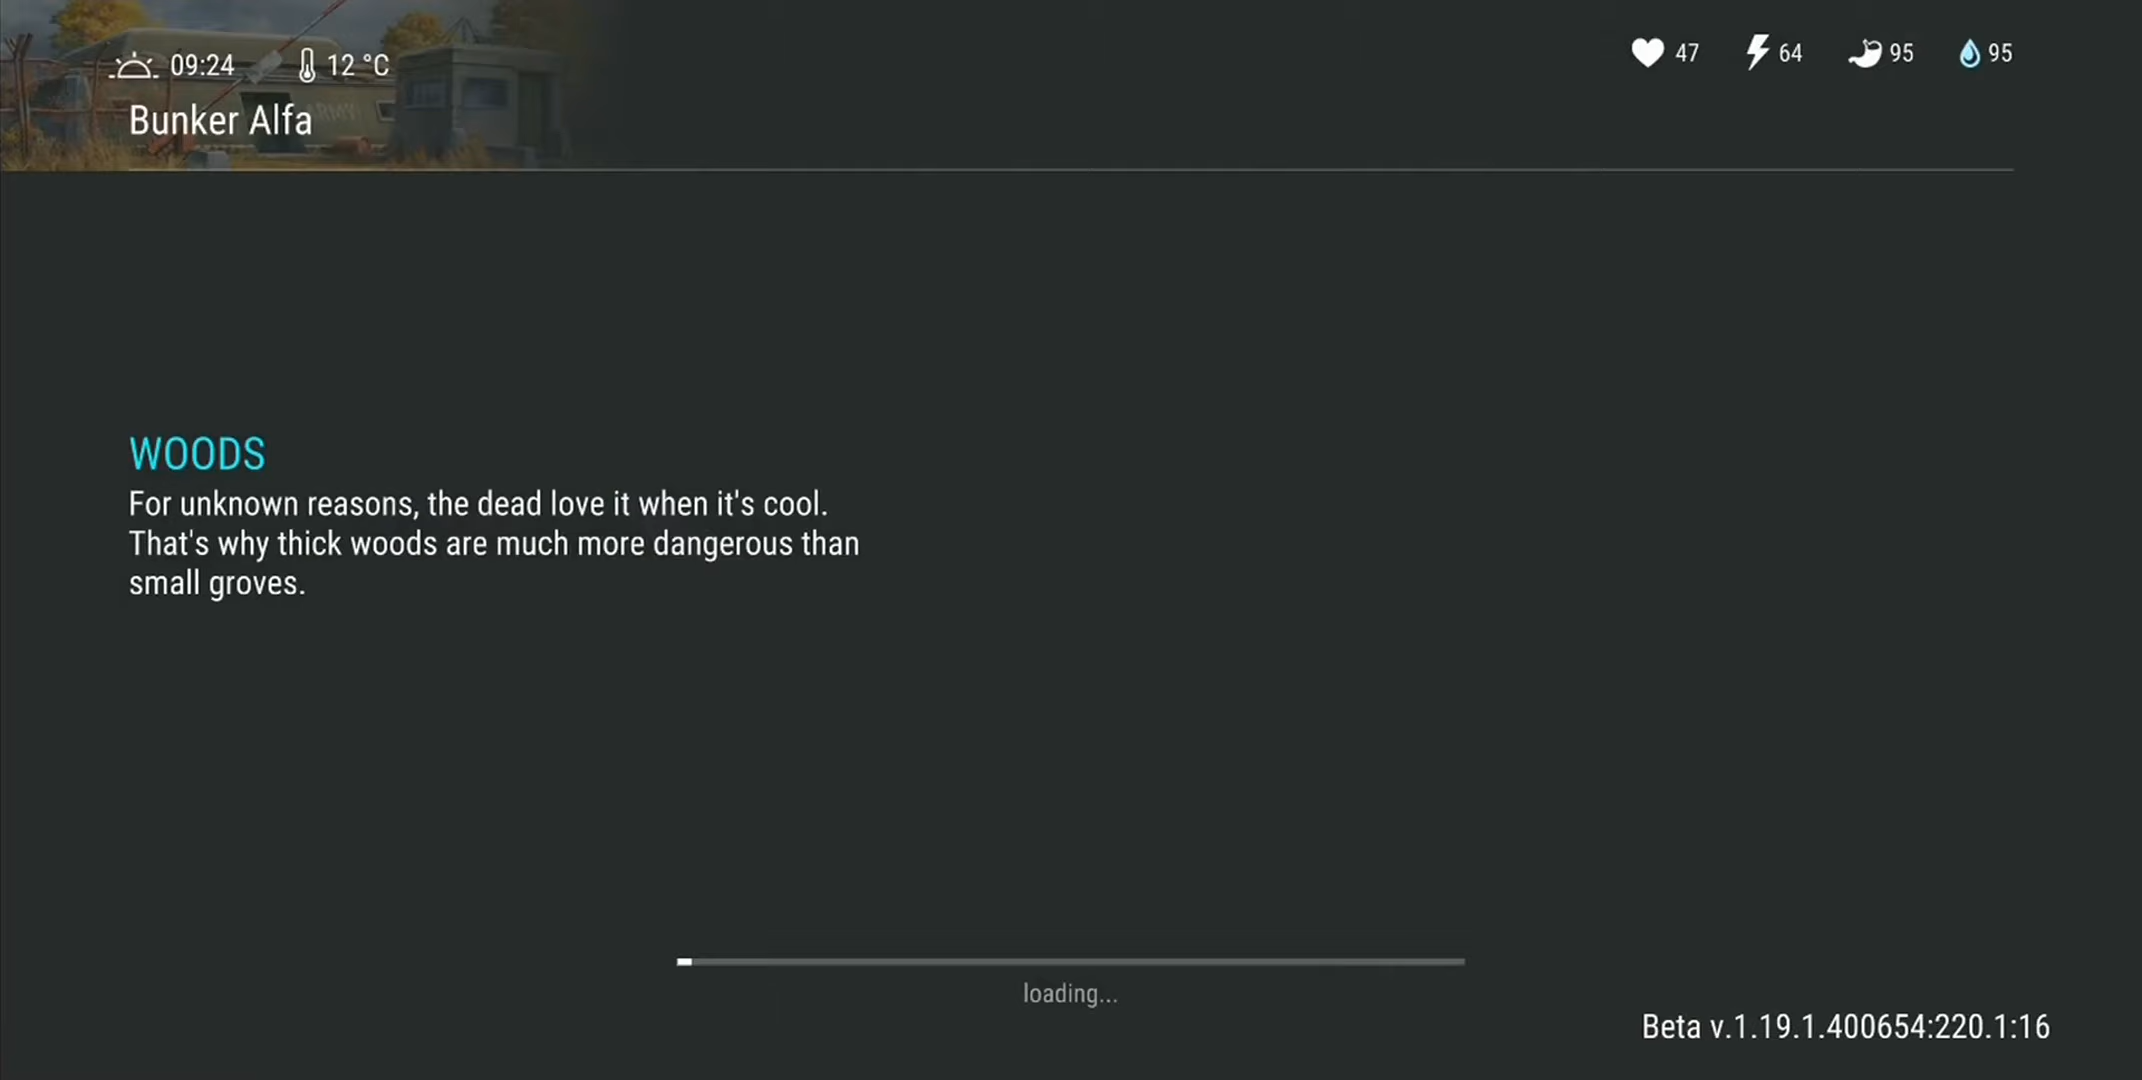 09:24 12 °C
47 64 95 95
ARMY
Bunker Alfa
WOODS
For unknown reasons, the dead love it when it's cool.
That's why thick woods are much more dangerous than
small groves.
loading...
Beta v.1.19.1.400654:220.1:16